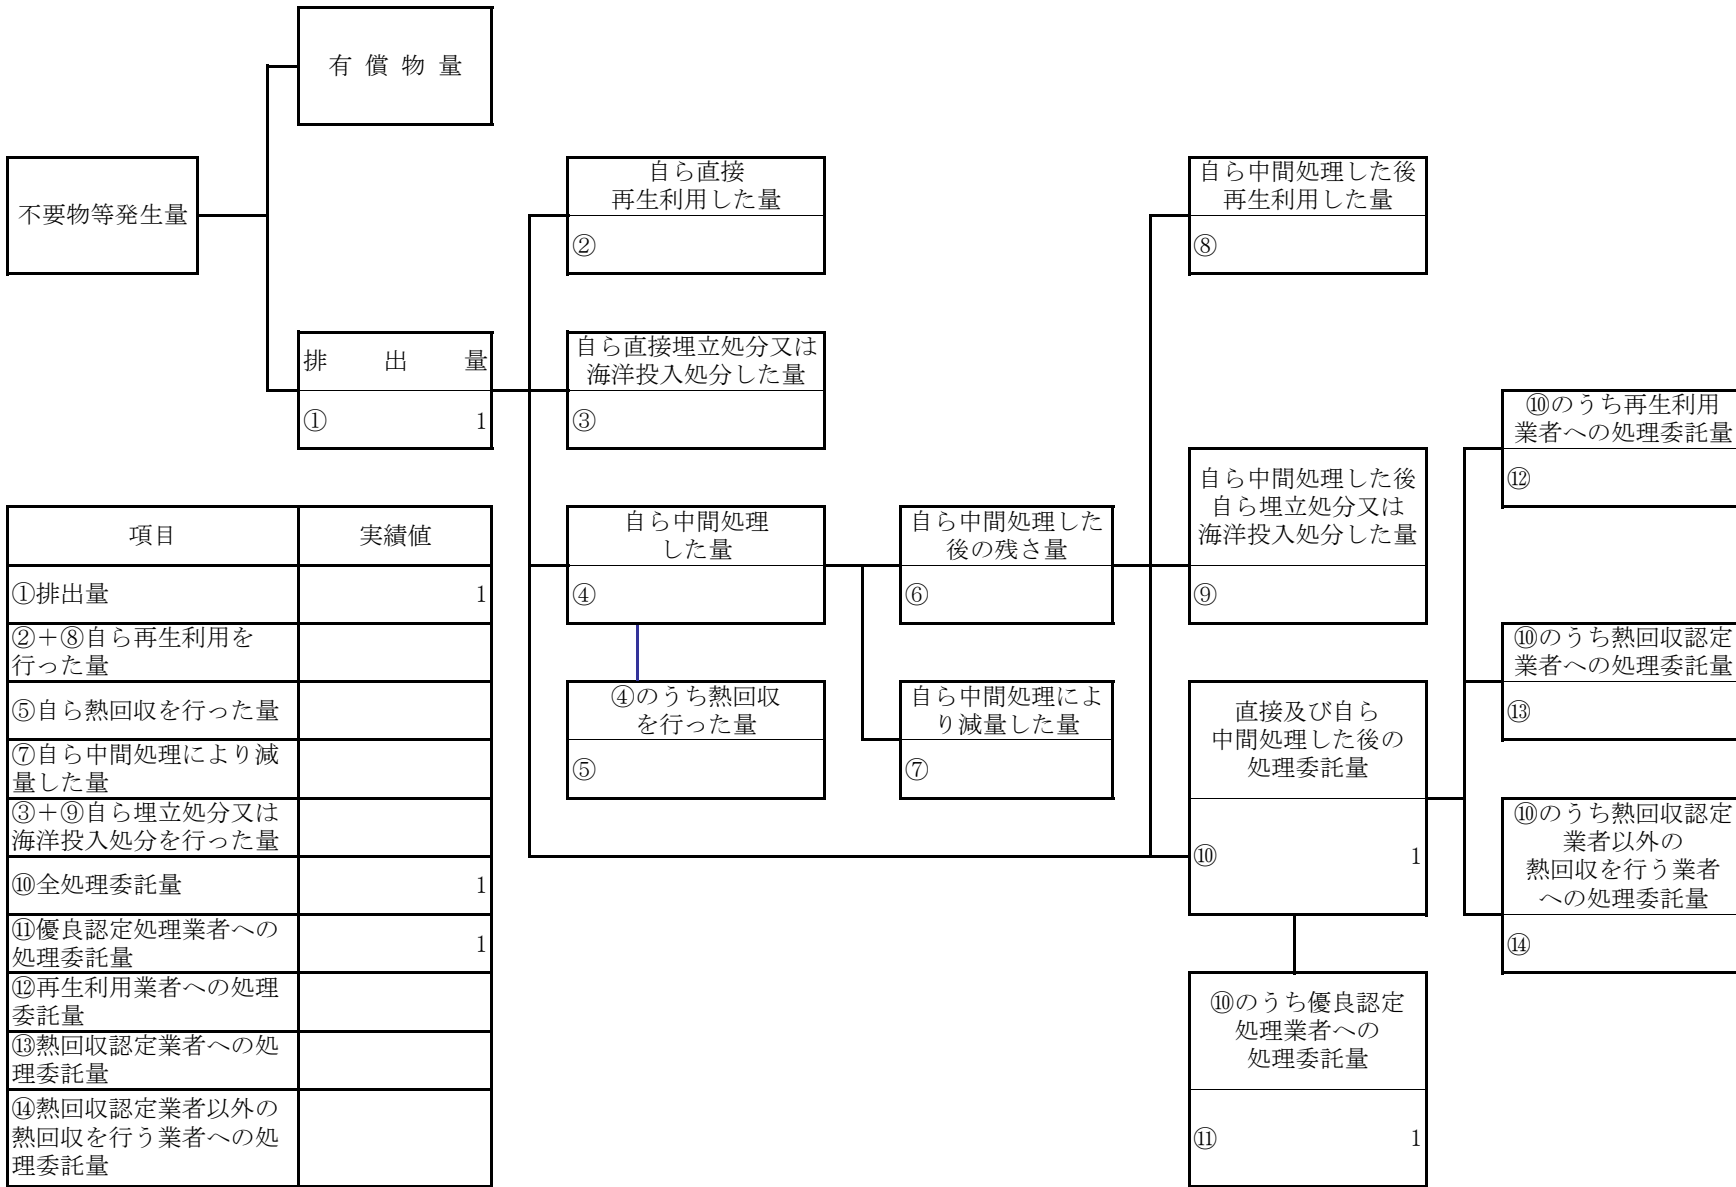 有 償 物 量
不要物等発生量
自ら直接
再生利用した量
②
自ら中間処理した後
再生利用した量
⑧
排 出 量
① 1
自ら直接埋立処分又は
海洋投入処分した量
③
⑩のうち再生利用
業者への処理委託量
⑫
自ら中間処理
した量
④
自ら中間処理した
後の残さ量
⑥
自ら中間処理した後
自ら埋立処分又は
海洋投入処分した量
⑨
⑩のうち熱回収認定
業者への処理委託量
⑬
④のうち熱回収
を行った量
⑤
自ら中間処理によ
り減量した量
⑦
直接及び自ら
中間処理した後の
処理委託量
⑩ 1
⑩のうち熱回収認定
業者以外の
熱回収を行う業者
への処理委託量
⑭
⑩のうち優良認定
処理業者への
処理委託量
⑪ 1
項目 実績値
①排出量 1
②＋⑧自ら再生利用を
行った量
⑤自ら熱回収を行った量
⑦自ら中間処理により減
量した量
③＋⑨自ら埋立処分又は
海洋投入処分を行った量
⑩全処理委託量 1
⑪優良認定処理業者への
処理委託量 1
⑫再生利用業者への処理
委託量
⑬熱回収認定業者への処
理委託量
⑭熱回収認定業者以外の
熱回収を行う業者への処
理委託量